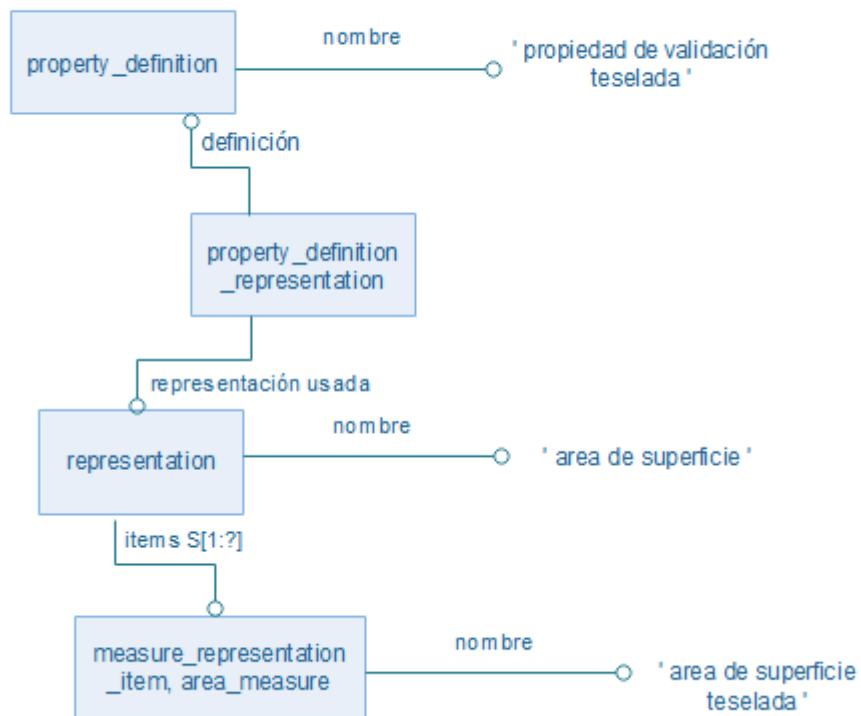 nombre
property_definition
' propiedad de validación
teselada '
definición
property_definition
_representation
representación usada
nombre
representation
' area de superficie '
items S[1:?]
nombre
measure_representation
_item, area_measure
' area de superficie
teselada '